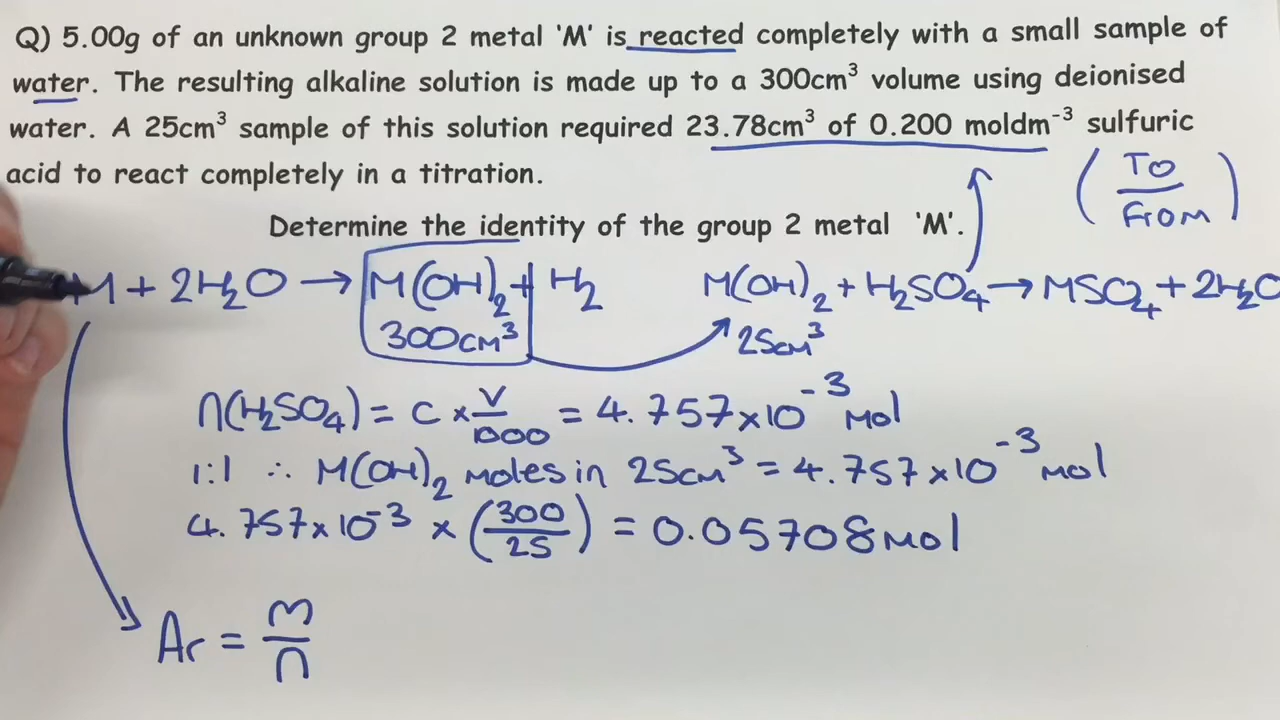 Q) 5.00g of an unknown group 2 metal 'M' is reacted completely with a small sample of
water. The resulting alkaline solution is made up to a 300cm³ volume using deionised
water. A 25cm³ sample of this solution required 23.78cm³ of 0.200 moldm⁻³ sulfuric
acid to react completely in a titration.
(TO/From)
Determine the identity of the group 2 metal 'M'.
M + 2H₂O → M(OH)₂ + H₂ M(OH)₂ + H₂SO₄ → MSO₄ + 2H₂O
300cm³ 25cm³
n(H₂SO₄) = c × V/1000 = 4.757×10⁻³ mol
1:1 ∴ M(OH)₂ moles in 25cm³ = 4.757×10⁻³ mol
4.757×10⁻³ × (300/25) = 0.05708 mol
Ar = m/n